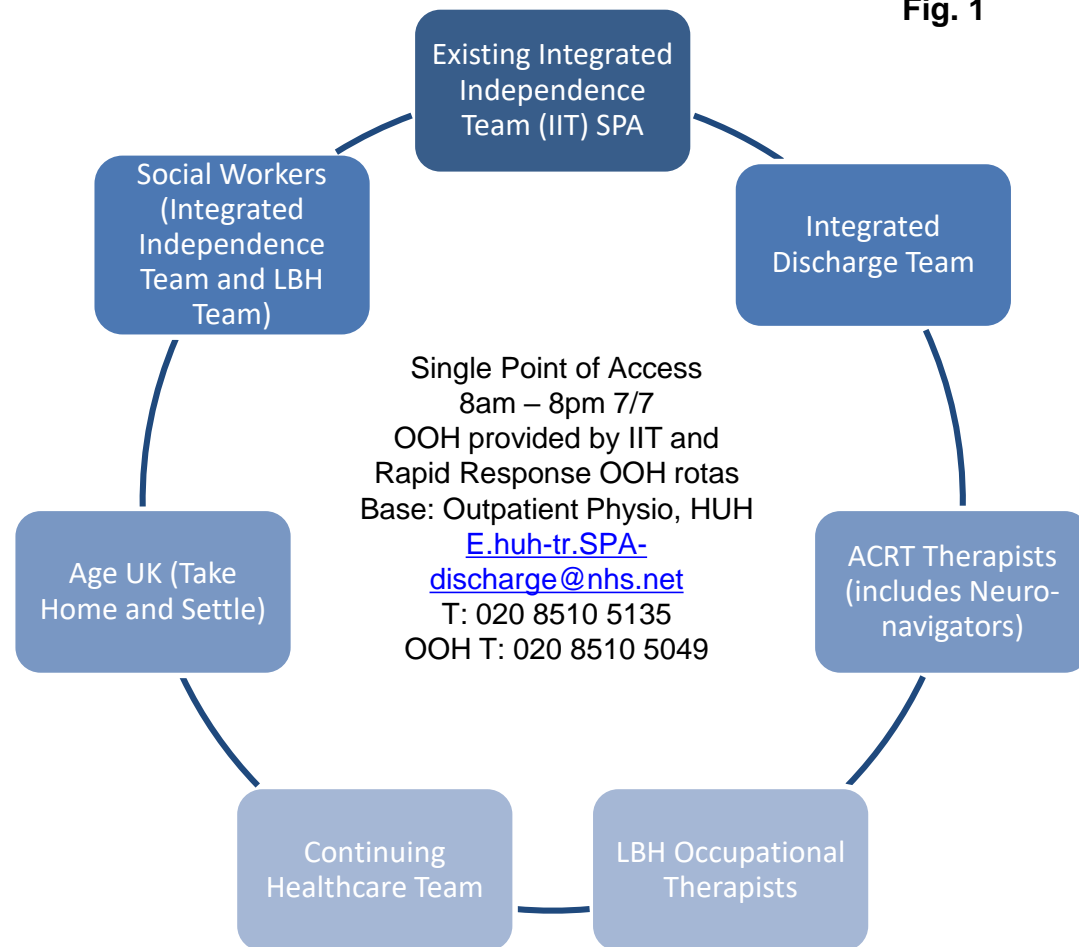 Fig. 1
Existing Integrated
Independence
Team (IIT) SPA
Social Workers
(Integrated
Independence
Team and LBH
Team)
Integrated
Discharge Team
Single Point of Access
8am – 8pm 7/7
OOH provided by IIT and
Rapid Response OOH rotas
Base: Outpatient Physio, HUH
E.huh-tr.SPA-
discharge@nhs.net
T: 020 8510 5135
OOH T: 020 8510 5049
Age UK (Take
Home and Settle)
ACRT Therapists
(includes Neuro-
navigators)
Continuing
Healthcare Team
LBH Occupational
Therapists